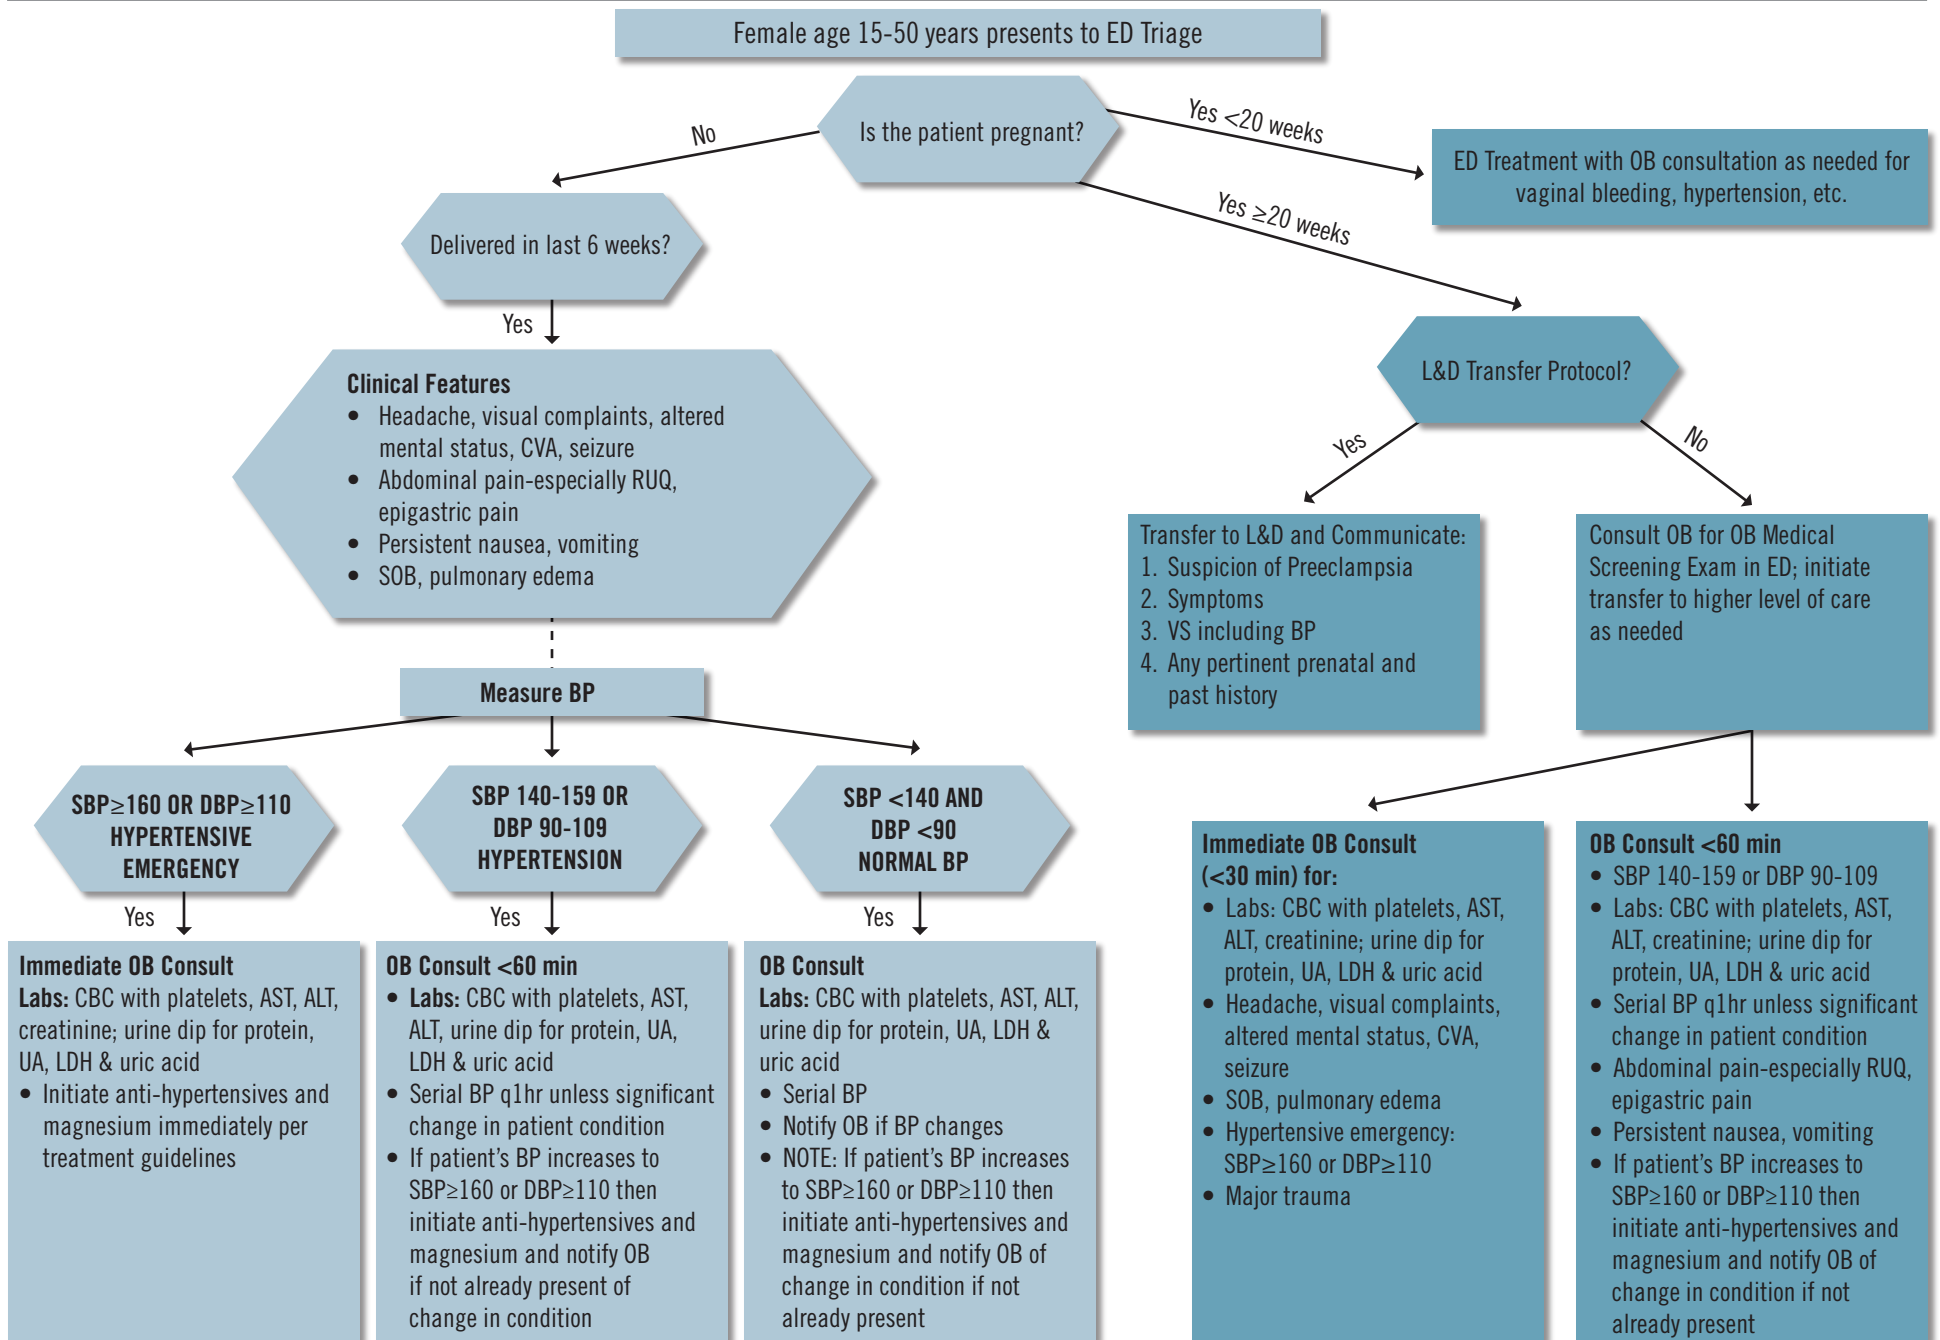 Female age 15-50 years presents to ED Triage
Is the patient pregnant?
No
Yes <20 weeks
Yes ≥20 weeks
ED Treatment with OB consultation as needed for
vaginal bleeding, hypertension, etc.
Delivered in last 6 weeks?
Yes
Clinical Features
• Headache, visual complaints, altered
mental status, CVA, seizure
• Abdominal pain-especially RUQ,
epigastric pain
• Persistent nausea, vomiting
• SOB, pulmonary edema
Measure BP
SBP≥160 OR DBP≥110
HYPERTENSIVE
EMERGENCY
Yes
SBP 140-159 OR
DBP 90-109
HYPERTENSION
Yes
SBP <140 AND
DBP <90
NORMAL BP
Yes
Immediate OB Consult
Labs: CBC with platelets, AST, ALT,
creatinine; urine dip for protein,
UA, LDH & uric acid
• Initiate anti-hypertensives and
magnesium immediately per
treatment guidelines
OB Consult <60 min
• Labs: CBC with platelets, AST,
ALT, urine dip for protein, UA,
LDH & uric acid
• Serial BP q1hr unless significant
change in patient condition
• If patient’s BP increases to
SBP≥160 or DBP≥110 then
initiate anti-hypertensives and
magnesium and notify OB
if not already present of
change in condition
OB Consult
Labs: CBC with platelets, AST, ALT,
urine dip for protein, UA, LDH &
uric acid
• Serial BP
• Notify OB if BP changes
• NOTE: If patient’s BP increases
to SBP≥160 or DBP≥110 then
initiate anti-hypertensives and
magnesium and notify OB of
change in condition if not
already present
L&D Transfer Protocol?
Yes
No
Transfer to L&D and Communicate:
1. Suspicion of Preeclampsia
2. Symptoms
3. VS including BP
4. Any pertinent prenatal and
past history
Consult OB for OB Medical
Screening Exam in ED; initiate
transfer to higher level of care
as needed
Immediate OB Consult
(<30 min) for:
• Labs: CBC with platelets, AST,
ALT, creatinine; urine dip for
protein, UA, LDH & uric acid
• Headache, visual complaints,
altered mental status, CVA,
seizure
• SOB, pulmonary edema
• Hypertensive emergency:
SBP≥160 or DBP≥110
• Major trauma
OB Consult <60 min
• SBP 140-159 or DBP 90-109
• Labs: CBC with platelets, AST,
ALT, creatinine; urine dip for
protein, UA, LDH & uric acid
• Serial BP q1hr unless significant
change in patient condition
• Abdominal pain-especially RUQ,
epigastric pain
• Persistent nausea, vomiting
• If patient’s BP increases to
SBP≥160 or DBP≥110 then
initiate anti-hypertensives and
magnesium and notify OB of
change in condition if not
already present